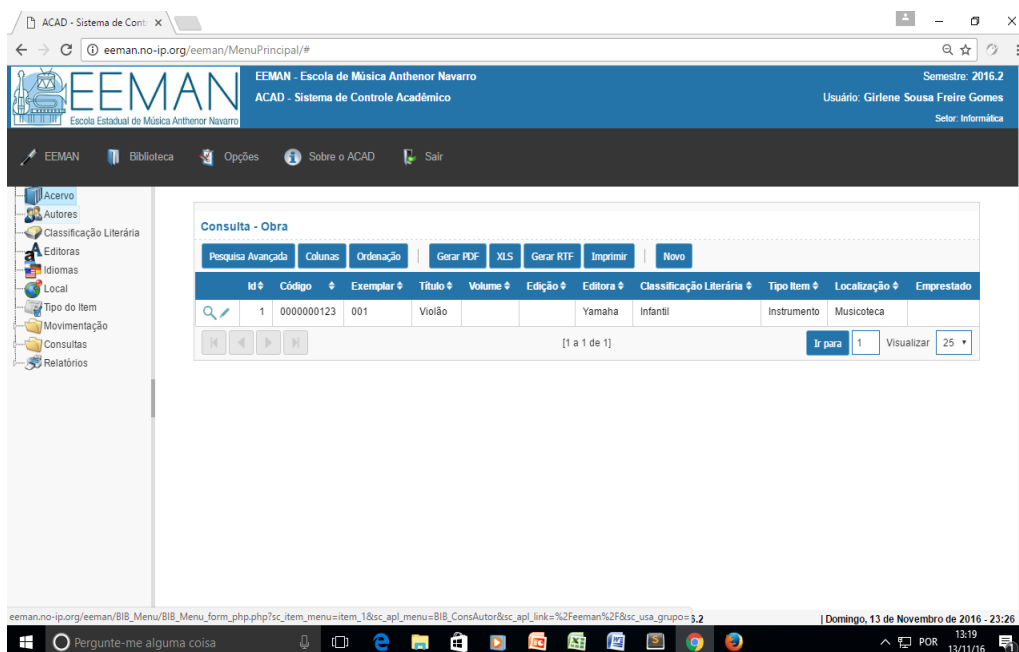 ACAD - Sistema de Cont
eeman.no-ip.org/eeman/MenuPrincipal/#
EEMAN
Escola Estadual de Música Anthenor Navarro
EEMAN - Escola de Música Anthenor Navarro
ACAD - Sistema de Controle Acadêmico
Semestre: 2016.2
Usuário: Girlene Sousa Freire Gomes
Setor: Informática
EEMAN Biblioteca Opções Sobre o ACAD Sair
Acervo
Autores
Classificação Literária
Editoras
Idiomas
Local
Tipo do Item
Movimentação
Consultas
Relatórios
Consulta - Obra
Pesquisa Avançada Colunas Ordenação Gerar PDF XLS Gerar RTF Imprimir Novo
Id Código Exemplar Título Volume Edição Editora Classificação Literária Tipo Item Localização Emprestado
1 0000000123 001 Violão Yamaha Infantil Instrumento Musicoteca
[1 a 1 de 1] Ir para 1 Visualizar 25
eeman.no-ip.org/eeman/BIB_Menu/BIB_Menu_form_php.php?sc_item_menu=item_1&sc_apl_menu=BIB_ConsAutor&sc_apl_link=%2Feeman%2F&sc_usa_grupo=
6.2 | Domingo, 13 de Novembro de 2016 - 23:26
Pergunte-me alguma coisa
POR
13:19
13/11/16